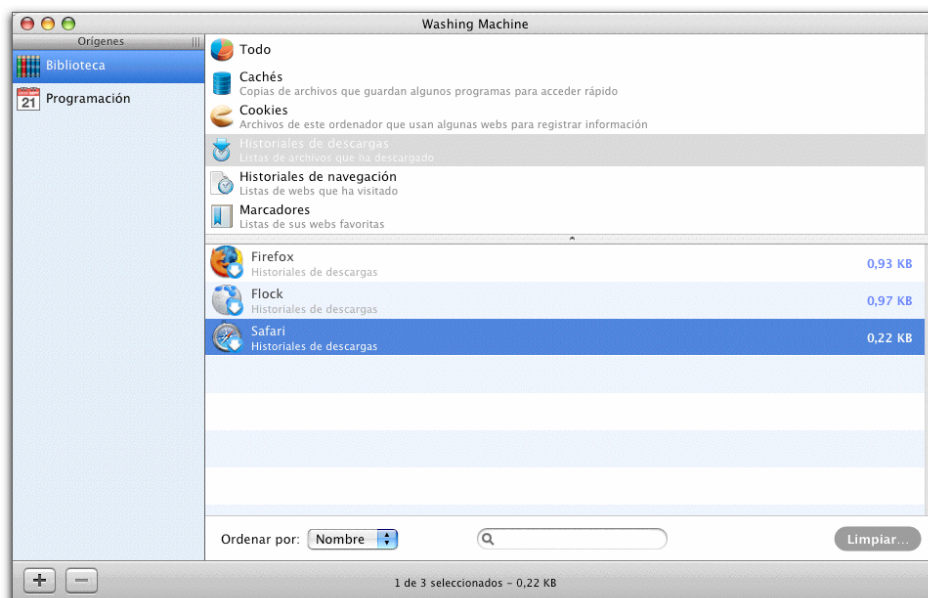 Washing Machine
Orígenes
Biblioteca
21 Programación
Todo
Cachés
Copias de archivos que guardan algunos programas para acceder rápido
Cookies
Archivos de este ordenador que usan algunas webs para registrar información
Historiales de descargas
Listas de archivos que ha descargado
Historiales de navegación
Listas de webs que ha visitado
Marcadores
Listas de sus webs favoritas
Firefox
Historiales de descargas
0,93 KB
Flock
Historiales de descargas
0,97 KB
Safari
Historiales de descargas
0,22 KB
Ordenar por: Nombre
Limpiar...
1 de 3 seleccionados – 0,22 KB